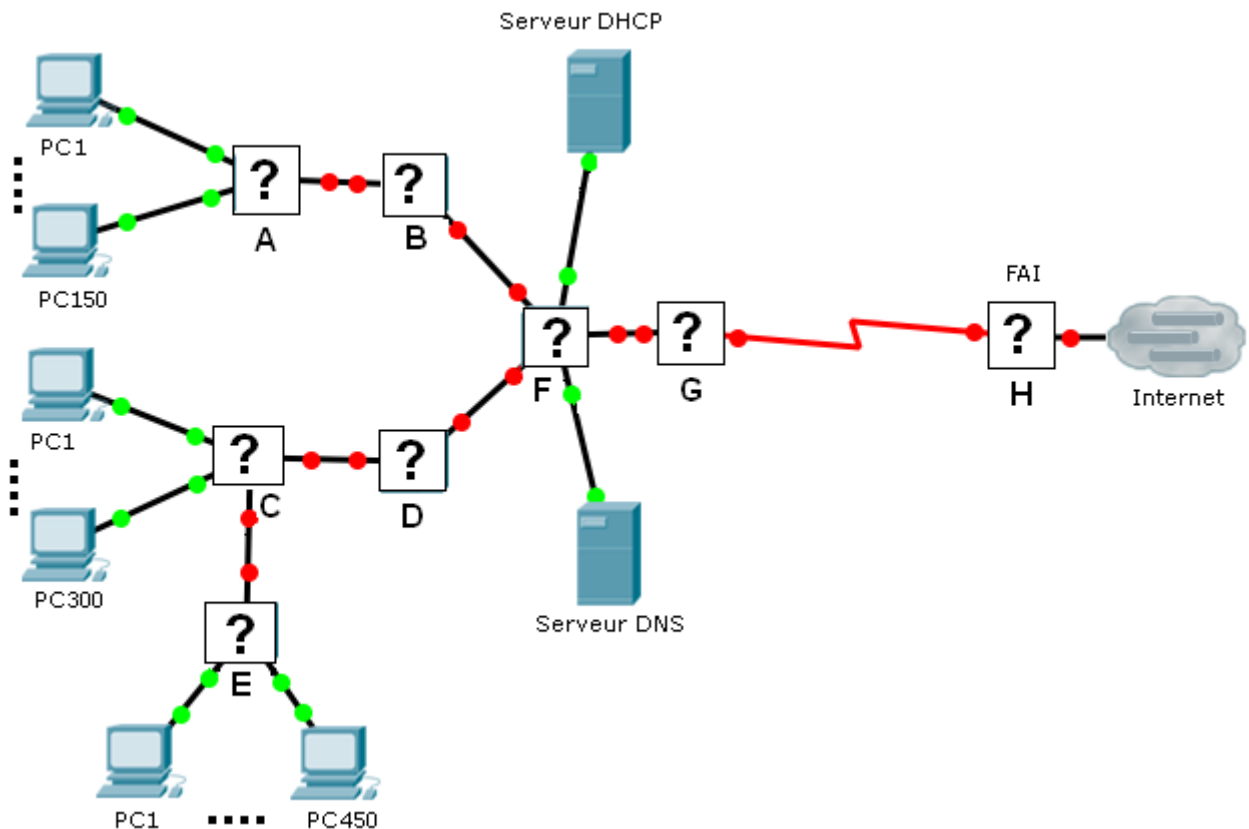 Serveur DHCP
PC1
?
A
?
B
PC150
FAI
?
F
?
G
?
H
Internet
PC1
?
C
?
D
PC300
Serveur DNS
?
E
PC1
PC450